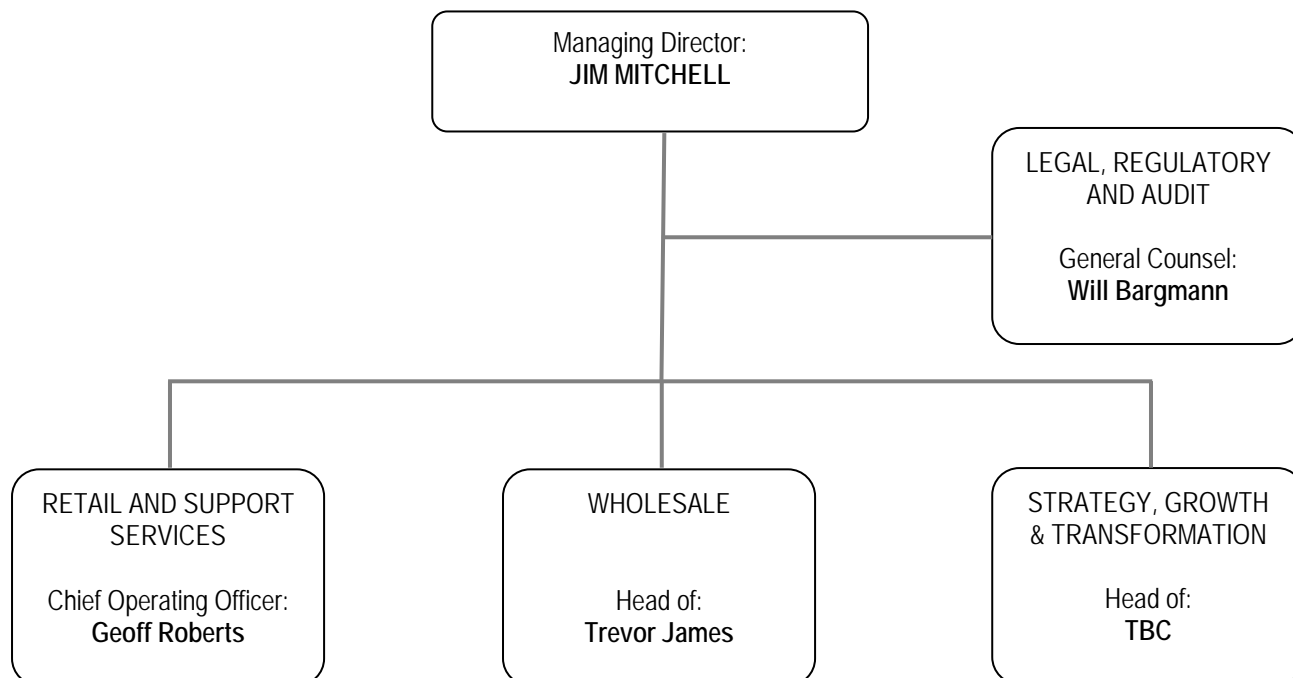 Managing Director:
JIM MITCHELL
LEGAL, REGULATORY
AND AUDIT
General Counsel:
Will Bargmann
RETAIL AND SUPPORT
SERVICES
Chief Operating Officer:
Geoff Roberts
WHOLESALE
Head of:
Trevor James
STRATEGY, GROWTH
& TRANSFORMATION
Head of:
TBC